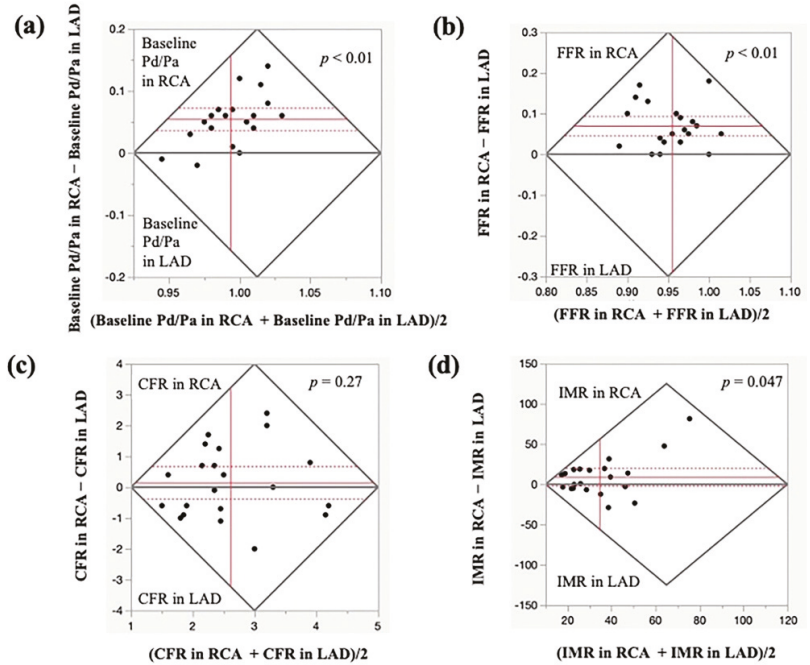 (a)
Baseline Pd/Pa in RCA − Baseline Pd/Pa in LAD
0.2
0.1
0
-0.1
-0.2
Baseline
Pd/Pa
in RCA
p < 0.01
Baseline
Pd/Pa
in LAD
0.95
1.00
1.05
1.10
(Baseline Pd/Pa in RCA + Baseline Pd/Pa in LAD)/2
(b)
FFR in RCA − FFR in LAD
0.3
0.2
0.1
0
-0.1
-0.2
-0.3
FFR in RCA
p < 0.01
FFR in LAD
0.80
0.85
0.90
0.95
1.00
1.05
1.10
(FFR in RCA + FFR in LAD)/2
(c)
CFR in RCA − CFR in LAD
4
3
2
1
0
-1
-2
-3
-4
CFR in RCA
p = 0.27
CFR in LAD
1
2
3
4
5
(CFR in RCA + CFR in LAD)/2
(d)
IMR in RCA − IMR in LAD
150
100
50
0
-50
-100
-150
IMR in RCA
p = 0.047
IMR in LAD
20
40
60
80
100
120
(IMR in RCA + IMR in LAD)/2